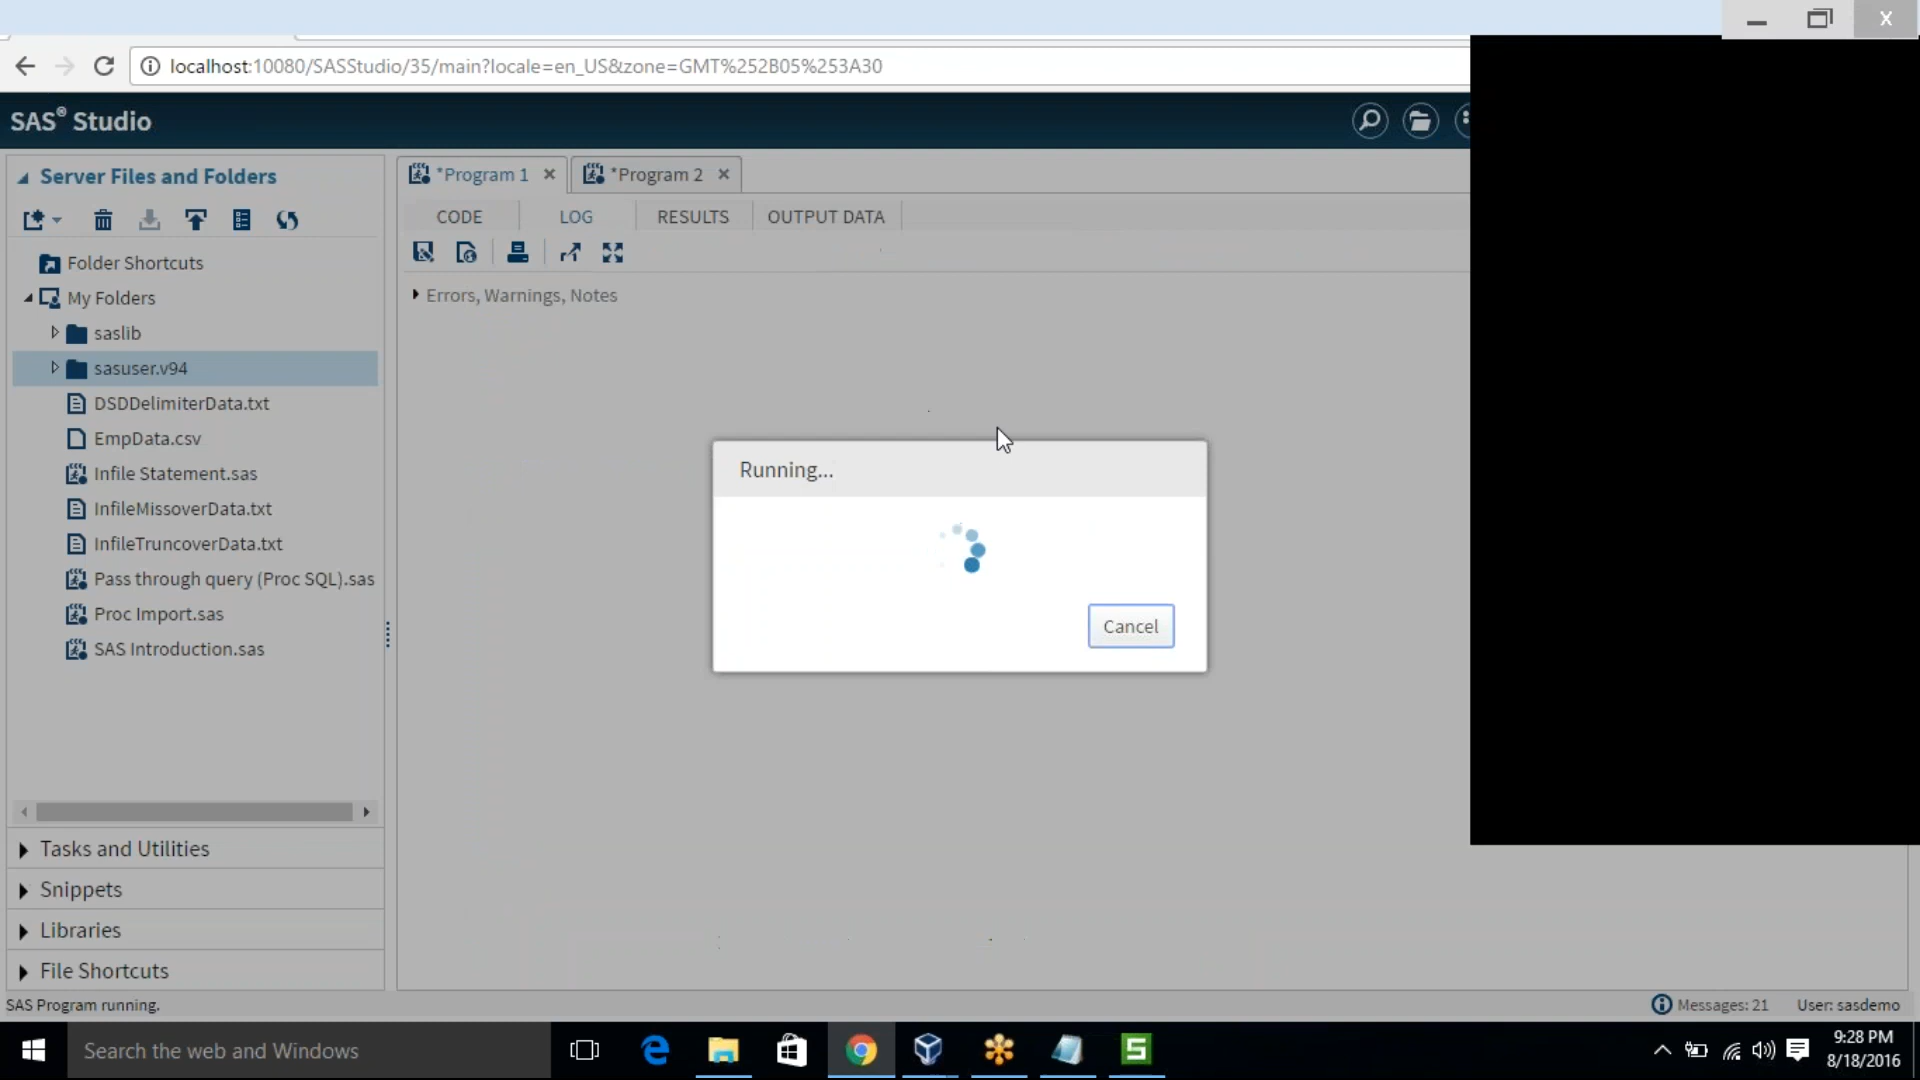 localhost:10080/SASStudio/35/main?locale=en_US&zone=GMT%252B05%253A30
SAS® Studio
Server Files and Folders
*Program 1
*Program 2
CODE
LOG
RESULTS
OUTPUT DATA
Folder Shortcuts
My Folders
saslib
sasuser.v94
DSDDelimiterData.txt
EmpData.csv
Infile Statement.sas
InfileMissoverData.txt
InfileTruncoverData.txt
Pass through query (Proc SQL).sas
Proc Import.sas
SAS Introduction.sas
Errors, Warnings, Notes
Running...
Cancel
Tasks and Utilities
Snippets
Libraries
File Shortcuts
SAS Program running.
Messages: 21
User: sasdemo
Search the web and Windows
9:28 PM
8/18/2016